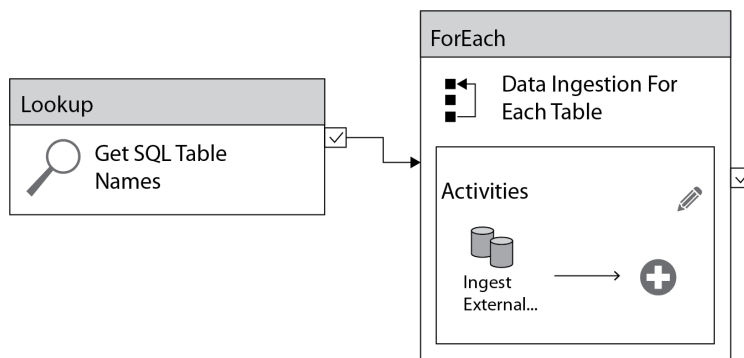 Lookup
Get SQL Table
Names
ForEach
Data Ingestion For
Each Table
Activities
Ingest
External...